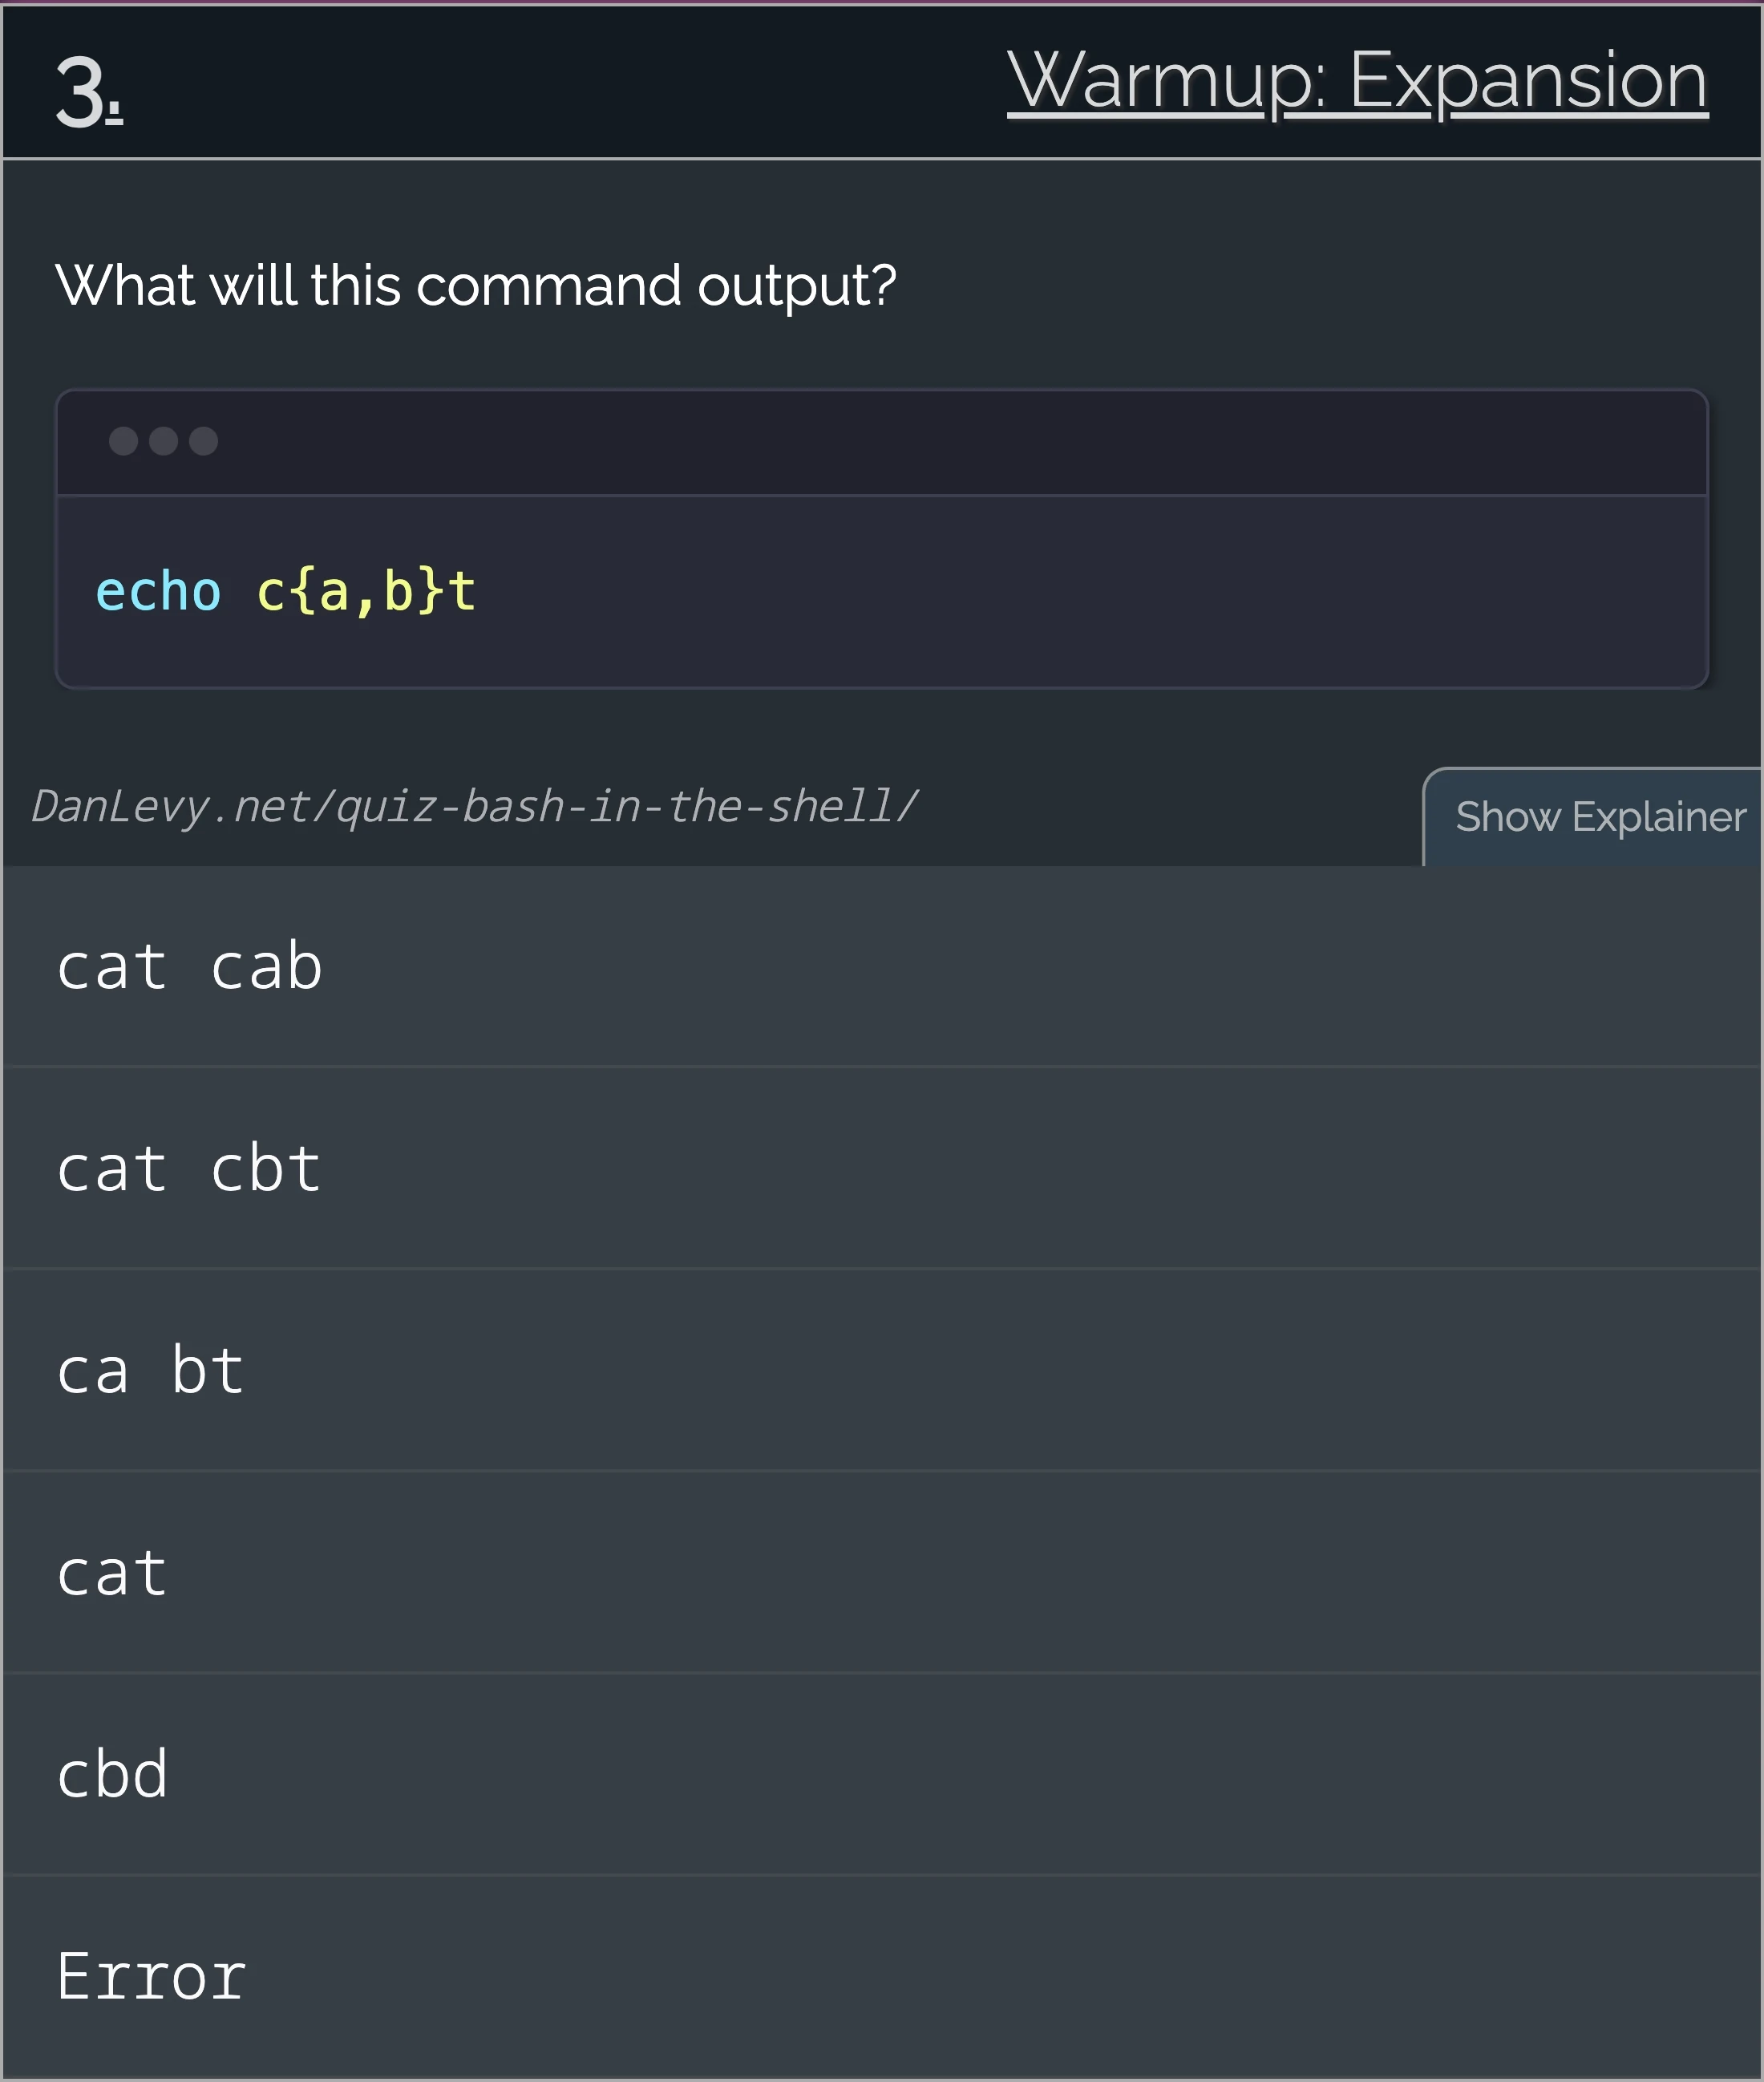 3.
Warmup: Expansion
What will this command output?
echo c{a,b}t
DanLevy.net/quiz-bash-in-the-shell/
Show Explainer
cat cab
cat cbt
ca bt
cat
cbd
Error